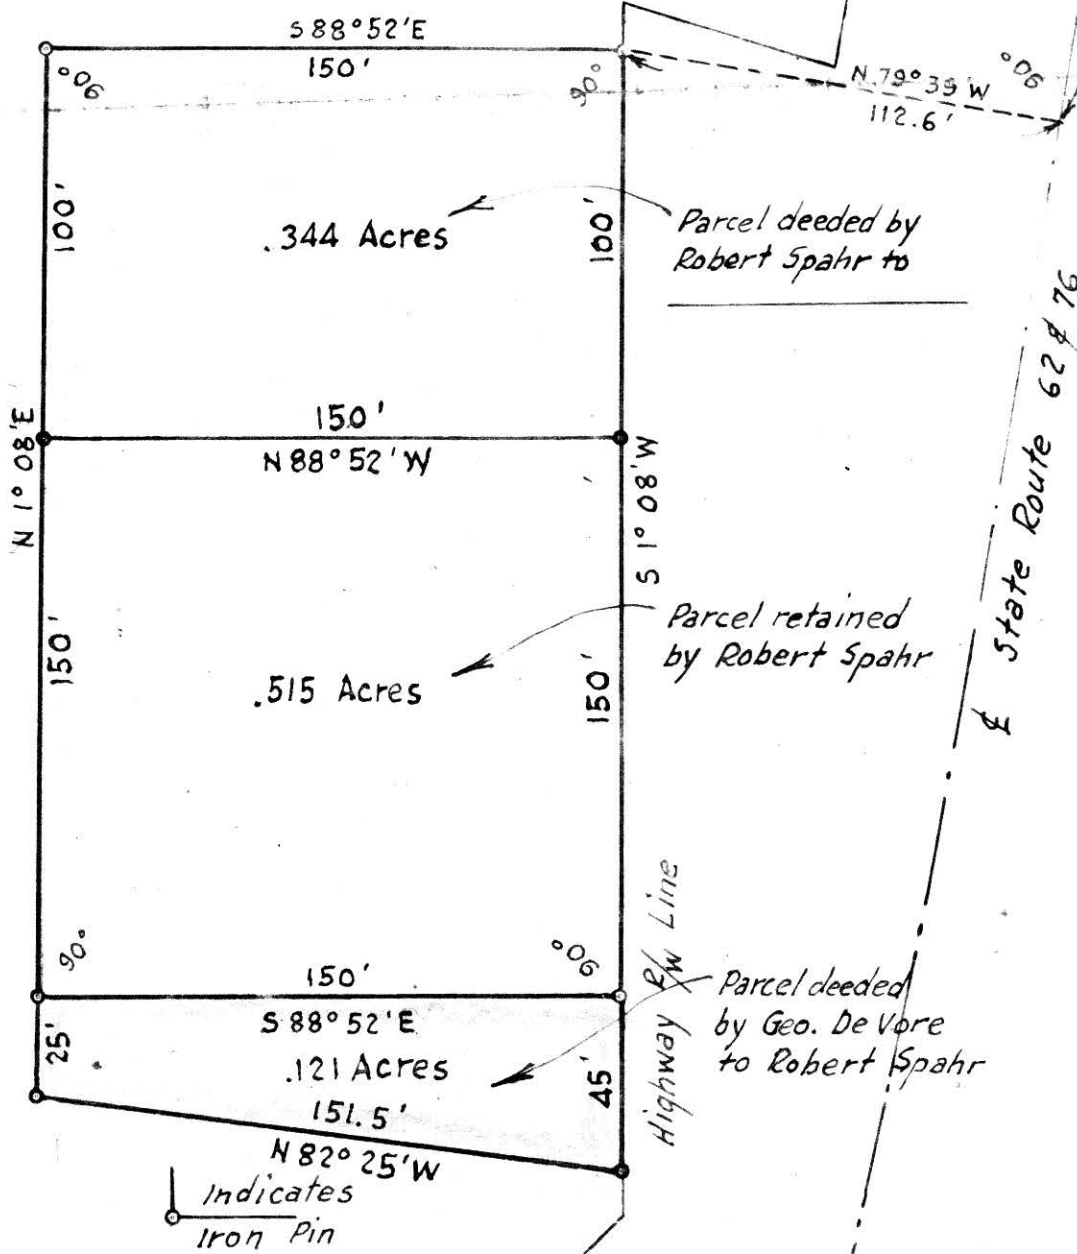 S 88° 52' E
150'
90°
90°
90°
N. 79° 39' W
112.6'
100'
.344 Acres
100'
Parcel deeded by
Robert Spahr to
150'
N 88° 52' W
N 1° 08' E
S 1° 08' W
℄ State Route 62 & 76
150'
.515 Acres
150'
Parcel retained
by Robert Spahr
90°
90°
150'
S 88° 52' E
25'
.121 Acres
45'
151.5'
N 82° 25' W
Highway R/W Line
Parcel deeded
by Geo. De Vore
to Robert Spahr
Indicates
Iron Pin